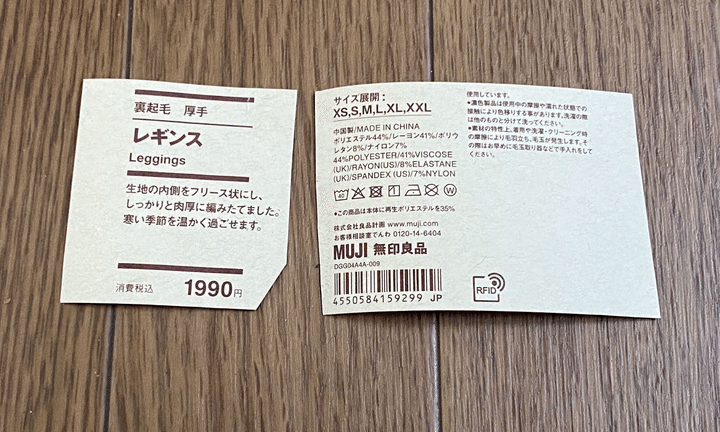 裏起毛 厚手
レギンス
Leggings
生地の内側をフリース状にし、
しっかりと肉厚に編みたてました。
寒い季節を温かく過ごせます。
消費税込 1990円
サイズ展開：
XS,S,M,L,XL,XXL
中国製/MADE IN CHINA
ポリエステル44%/レーヨン41%/ポリウ
レタン8%/ナイロン7%
44%POLYESTER/41%VISCOSE
(UK)/RAYON(US)/8%ELASTANE
(UK)/SPANDEX (US)/7%NYLON
●この商品は本体に再生ポリエステルを35%
株式会社良品計画 www.muji.com
お客様相談室でんわ 0120-14-6404
MUJI 無印良品
DGG04A4A-009
4550584159299 JP
使用しています。
●濃色製品は使用中の摩擦や濡れた状態での
接触により色移りする事があります。洗濯の際
は他のものと分けて洗ってください。
●素材の特性上、着用や洗濯・クリーニング時
の摩擦により毛羽立ち、毛玉が発生します。そ
の際はお早めに毛玉取り器などで手入れをして
ください。
RFID